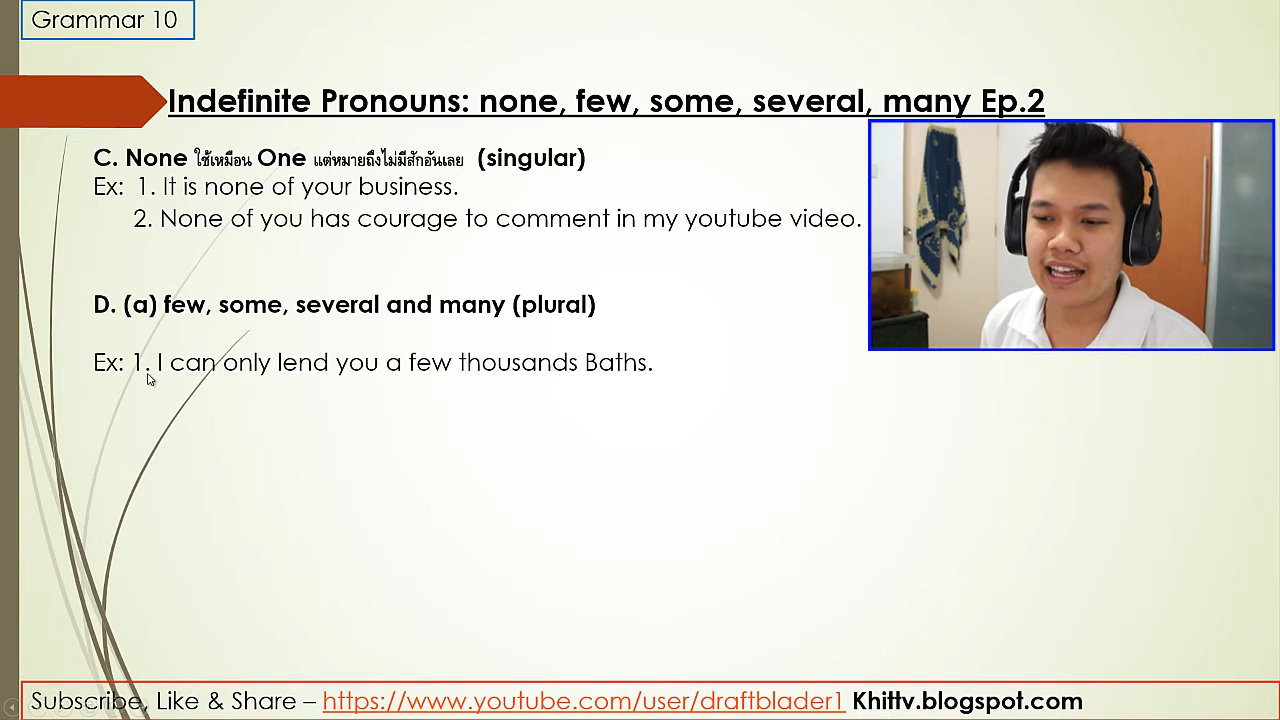 Grammar 10
Indefinite Pronouns: none, few, some, several, many Ep.2
C. None ใช้เหมือน One แต่หมายถึงไม่มีสักอันเลย (singular)
Ex: 1. It is none of your business.
2. None of you has courage to comment in my youtube video.
D. (a) few, some, several and many (plural)
Ex: 1. I can only lend you a few thousands Baths.
Subscribe, Like & Share – https://www.youtube.com/user/draftblader1 Khittv.blogspot.com